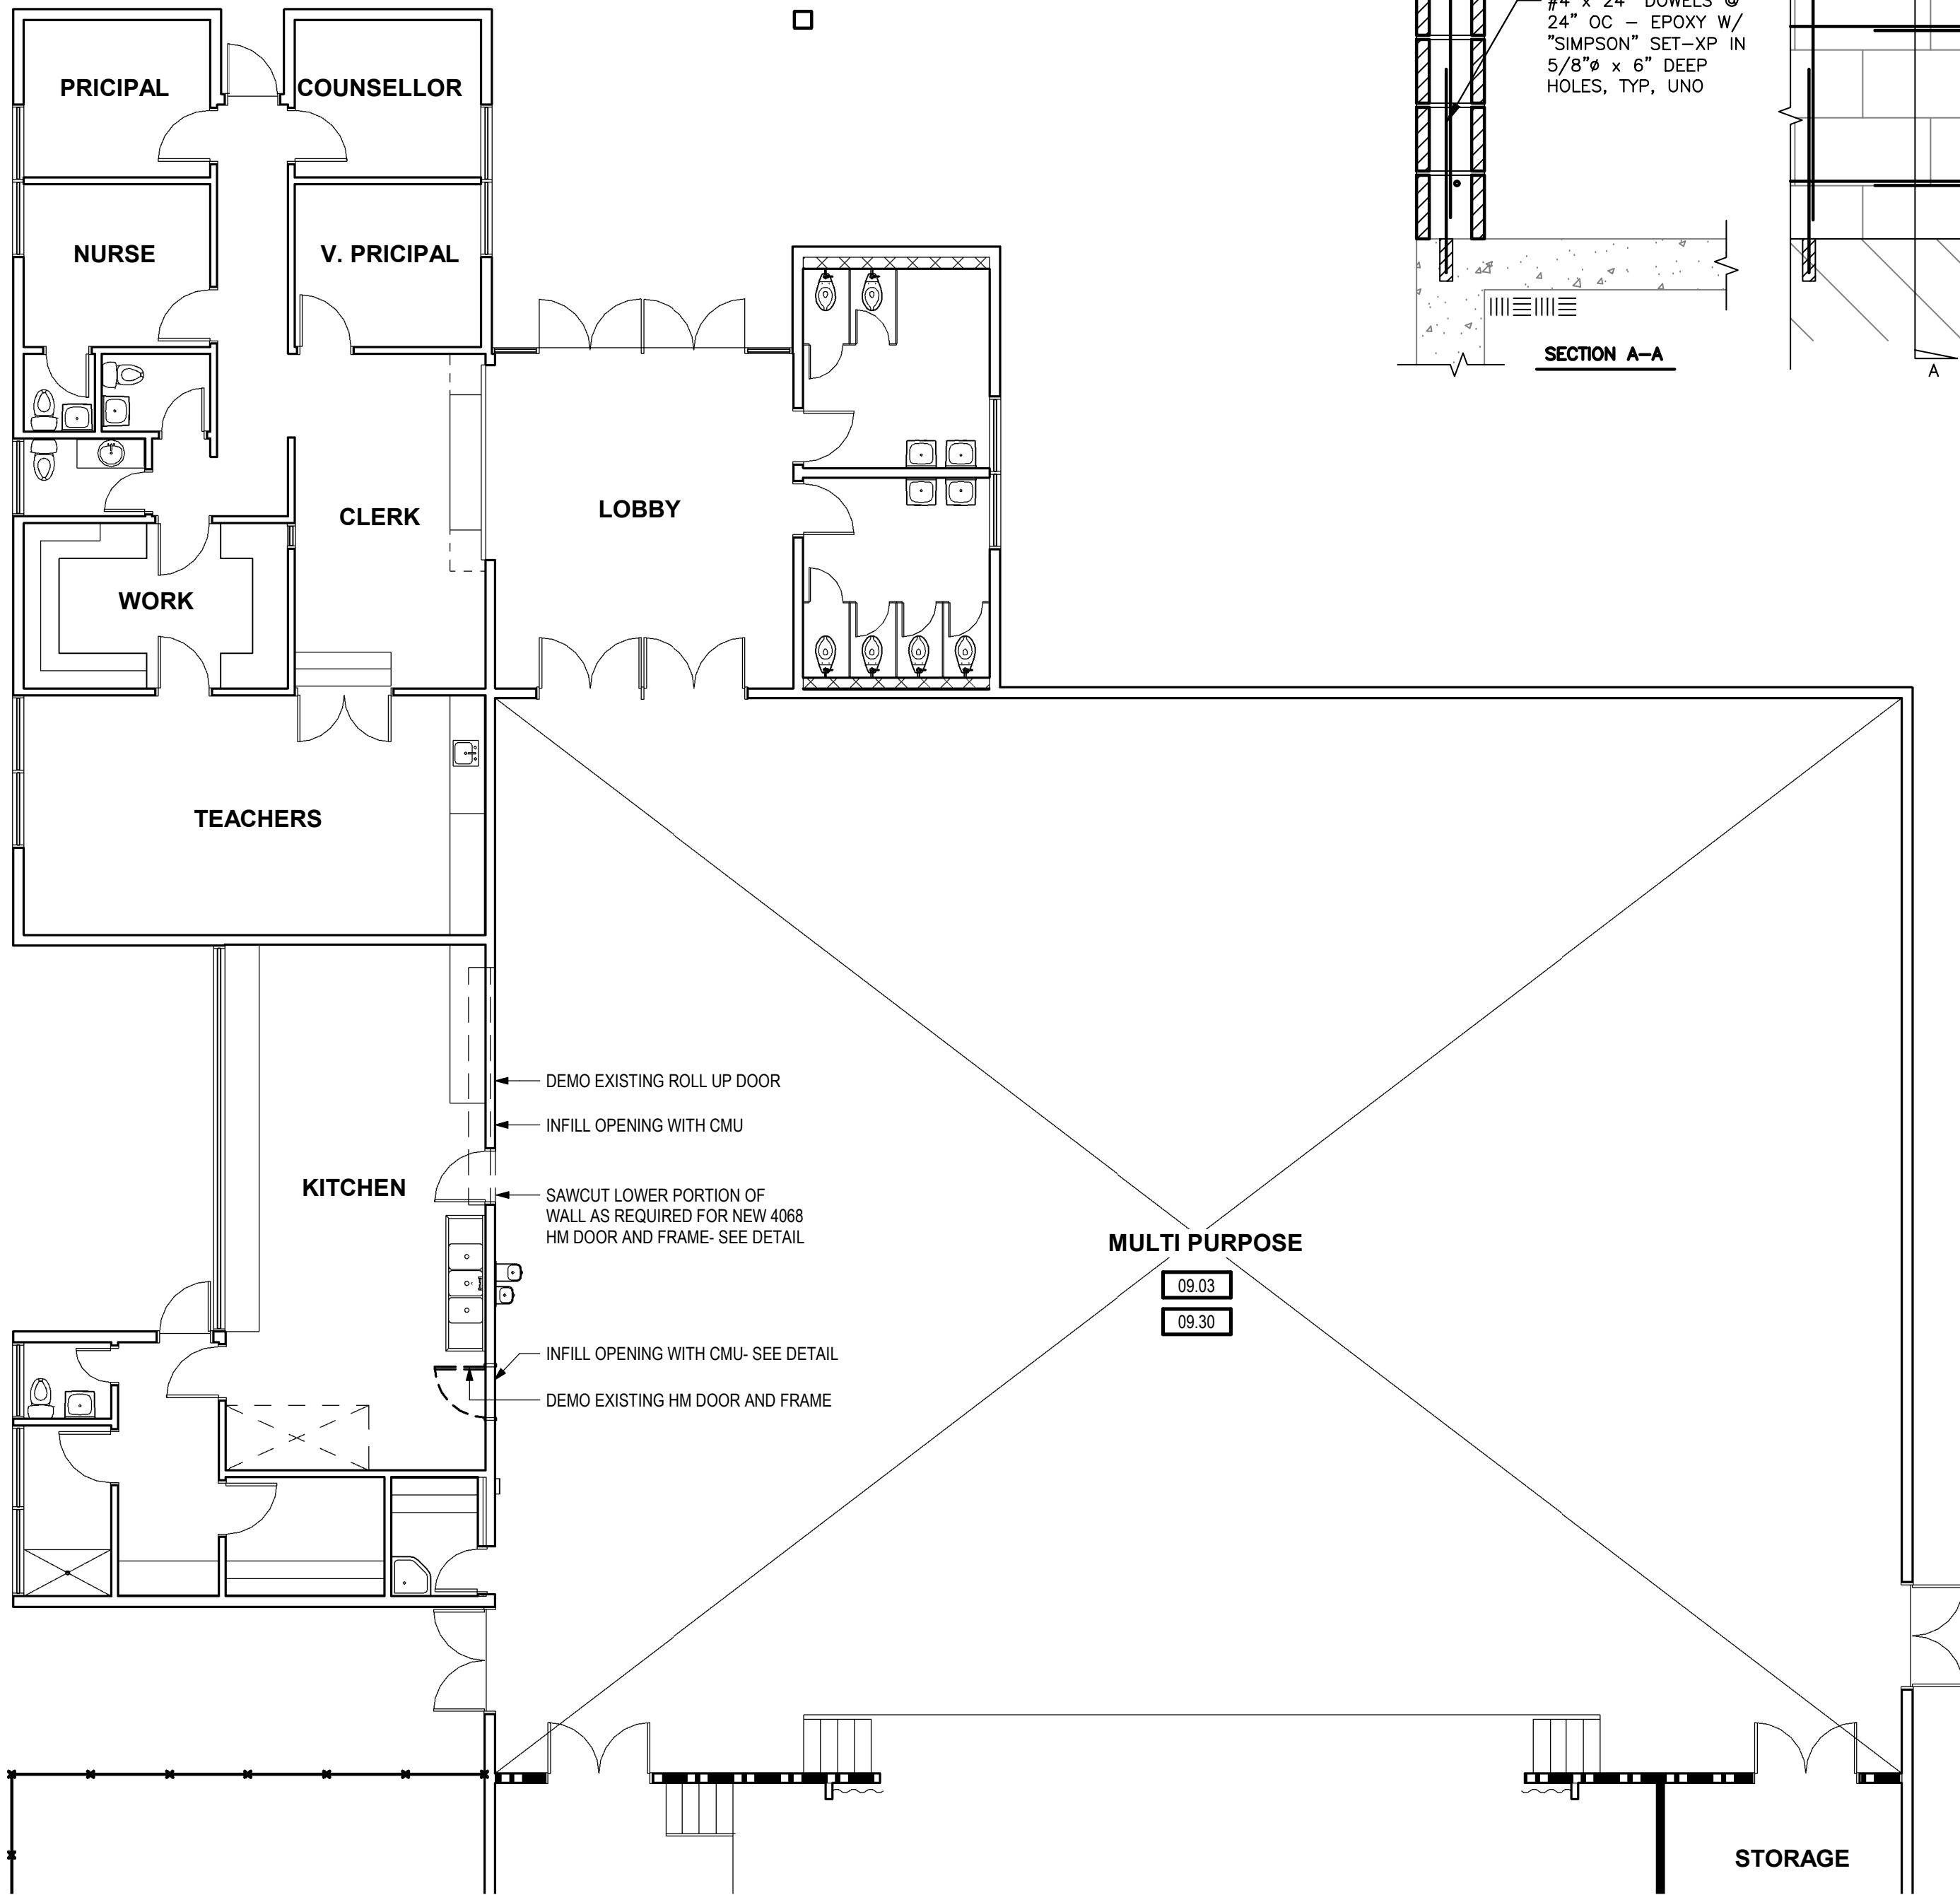 PRICIPAL
COUNSELLOR
NURSE
V. PRICIPAL
CLERK
LOBBY
WORK
TEACHERS
KITCHEN
DEMO EXISTING ROLL UP DOOR
INFILL OPENING WITH CMU
SAWCUT LOWER PORTION OF
WALL AS REQUIRED FOR NEW 4068
HM DOOR AND FRAME- SEE DETAIL
INFILL OPENING WITH CMU- SEE DETAIL
DEMO EXISTING HM DOOR AND FRAME
MULTI PURPOSE
09.03
09.30
STORAGE
#4 x 24" DOWELS @
24" OC – EPOXY W/
"SIMPSON" SET–XP IN
5/8"ø x 6" DEEP
HOLES, TYP, UNO
SECTION A–A
A